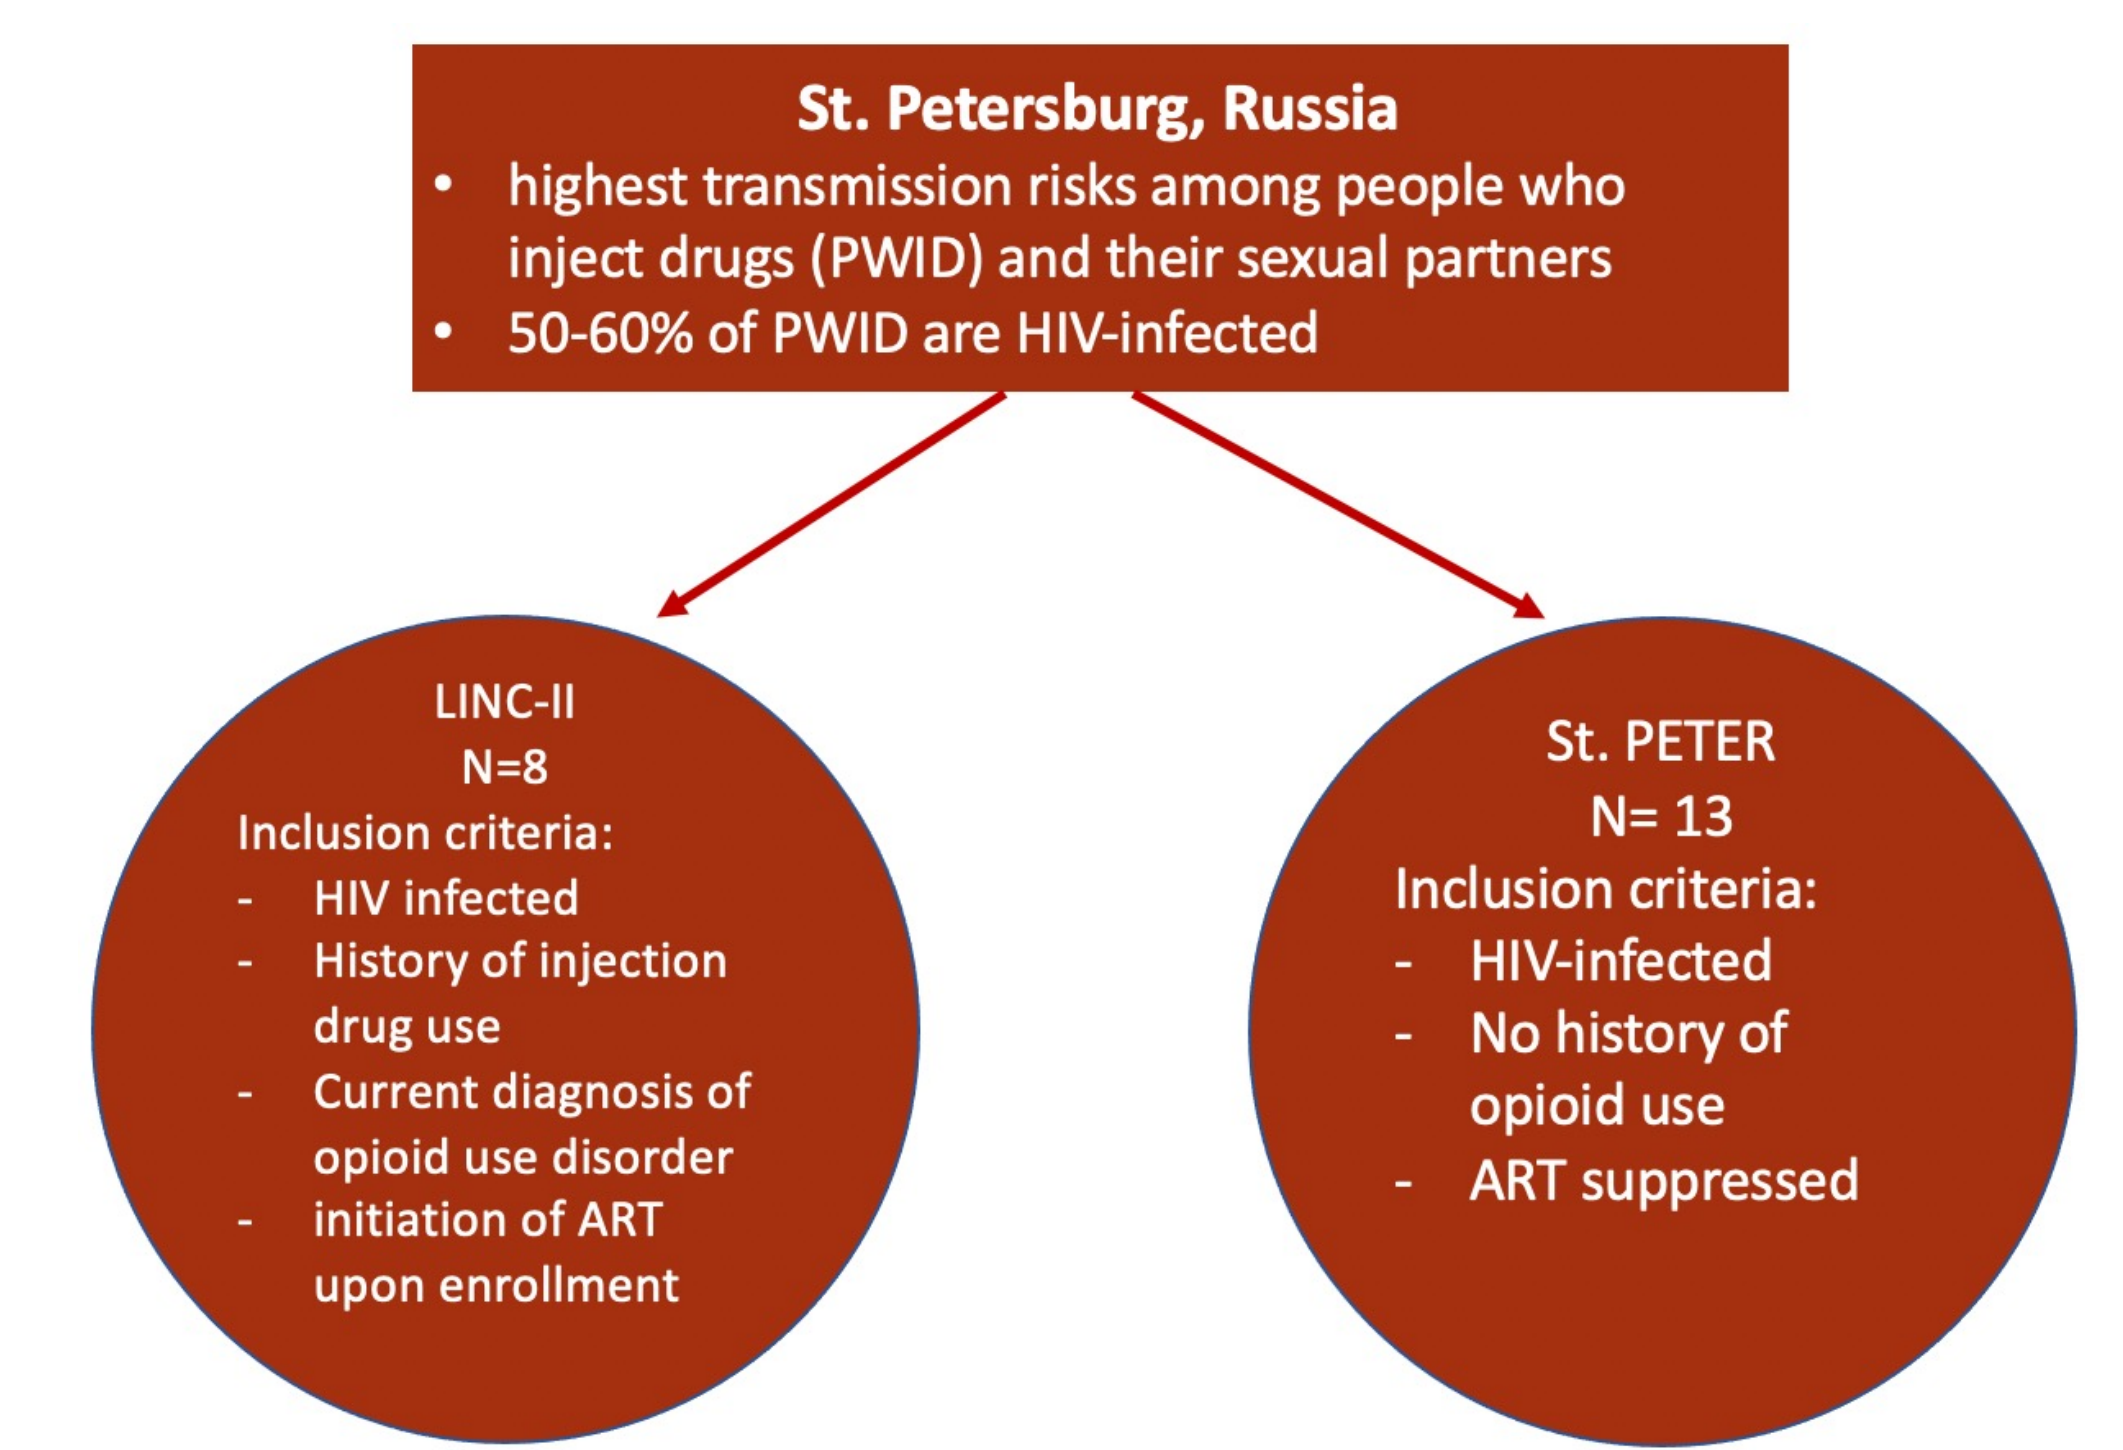 St. Petersburg, Russia
• highest transmission risks among people who
inject drugs (PWID) and their sexual partners
• 50-60% of PWID are HIV-infected
LINC-II
N=8
Inclusion criteria:
- HIV infected
- History of injection
drug use
- Current diagnosis of
opioid use disorder
- initiation of ART
upon enrollment
St. PETER
N= 13
Inclusion criteria:
- HIV-infected
- No history of
opioid use
- ART suppressed